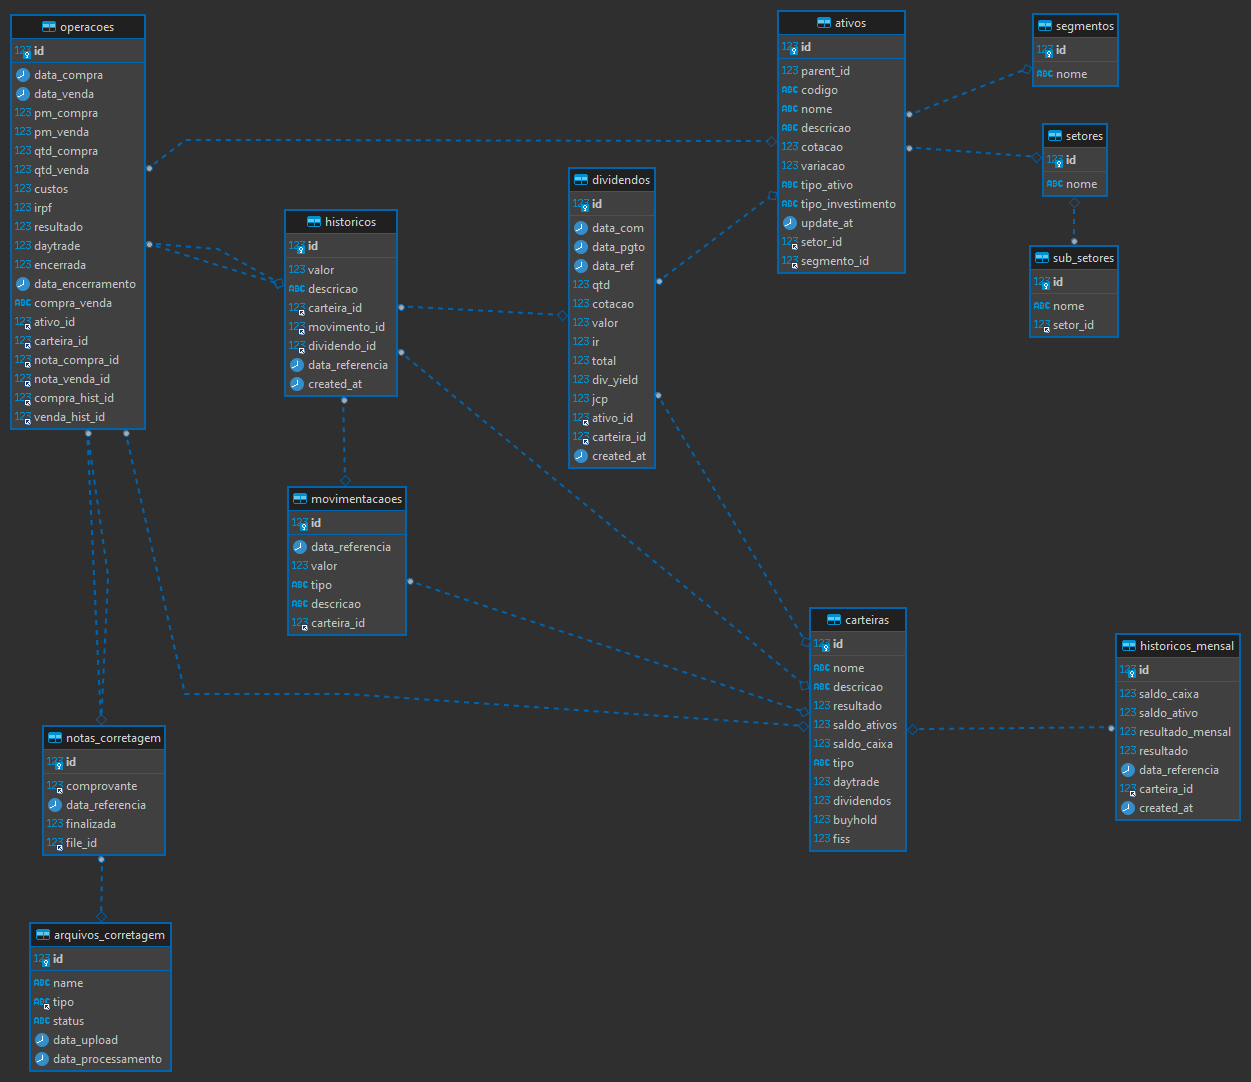 operacoes
123 id
data_compra
data_venda
123 pm_compra
123 pm_venda
123 qtd_compra
123 qtd_venda
123 custos
123 irpf
123 resultado
123 daytrade
123 encerrada
data_encerramento
ABC compra_venda
123 ativo_id
123 carteira_id
123 nota_compra_id
123 nota_venda_id
123 compra_hist_id
123 venda_hist_id
historicos
123 id
123 valor
ABC descricao
123 carteira_id
123 movimento_id
123 dividendo_id
data_referencia
created_at
dividendos
123 id
data_com
data_pgto
data_ref
123 qtd
123 cotacao
123 valor
123 ir
123 total
123 div_yield
123 jcp
123 ativo_id
123 carteira_id
created_at
ativos
123 id
123 parent_id
ABC codigo
ABC nome
ABC descricao
123 cotacao
123 variacao
ABC tipo_ativo
ABC tipo_investimento
update_at
123 setor_id
123 segmento_id
segmentos
123 id
ABC nome
setores
123 id
ABC nome
sub_setores
123 id
ABC nome
123 setor_id
movimentacaoes
123 id
data_referencia
123 valor
ABC tipo
ABC descricao
123 carteira_id
carteiras
123 id
ABC nome
ABC descricao
123 resultado
123 saldo_ativos
123 saldo_caixa
ABC tipo
123 daytrade
123 dividendos
123 buyhold
123 fiss
historicos_mensal
123 id
123 saldo_caixa
123 saldo_ativo
123 resultado_mensal
123 resultado
data_referencia
123 carteira_id
created_at
notas_corretagem
123 id
123 comprovante
data_referencia
123 finalizada
123 file_id
arquivos_corretagem
123 id
ABC name
ABC tipo
ABC status
data_upload
data_processamento